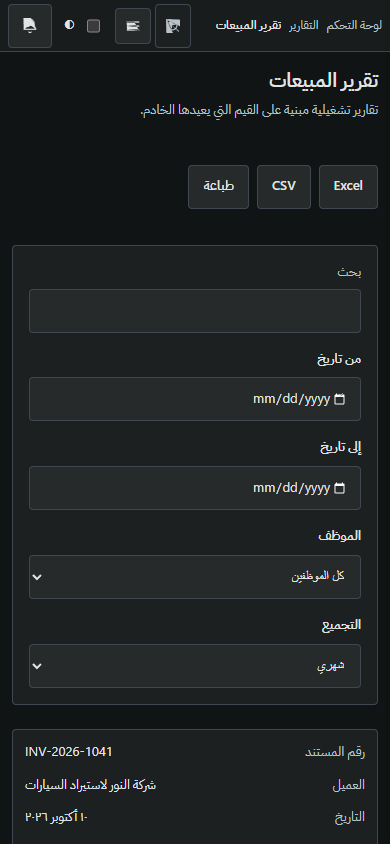 لوحة التحكم التقارير تقرير المبيعات
تقرير المبيعات
تقارير تشغيلية مبنية على القيم التي يعيدها الخادم.
Excel CSV طباعة
بحث
من تاريخ
mm/dd/yyyy
إلى تاريخ
mm/dd/yyyy
الموظف
كل الموظفين
التجميع
شهري
رقم المستند INV-2026-1041
العميل شركة النور لاستيراد السيارات
التاريخ ١٠ أكتوبر ٢٠٢٦